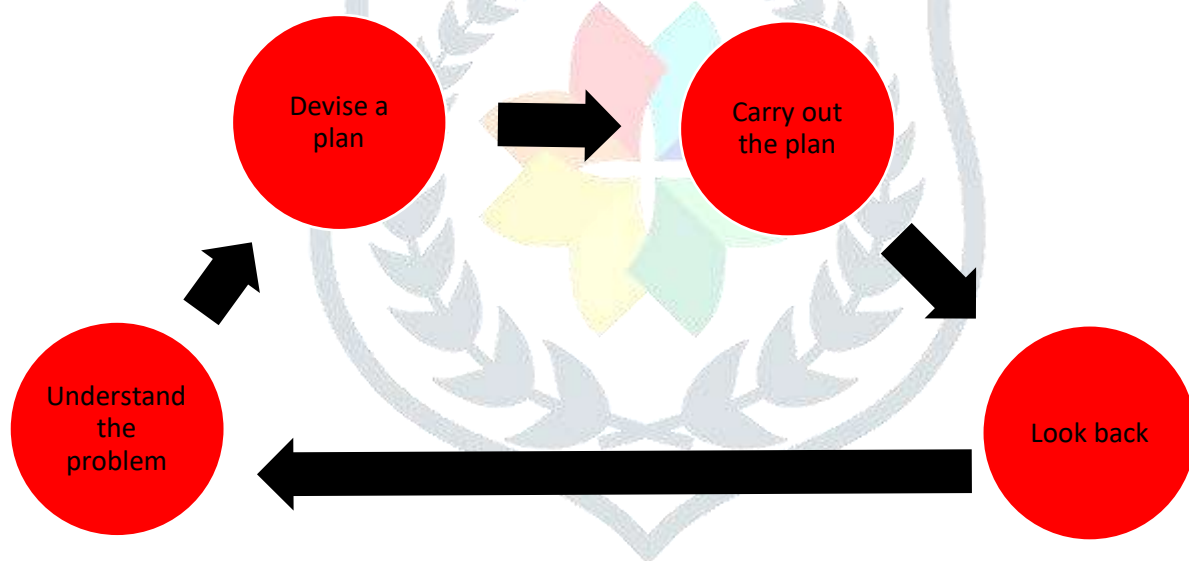 Devise a
plan
Carry out
the plan
Understand
the
problem
Look back